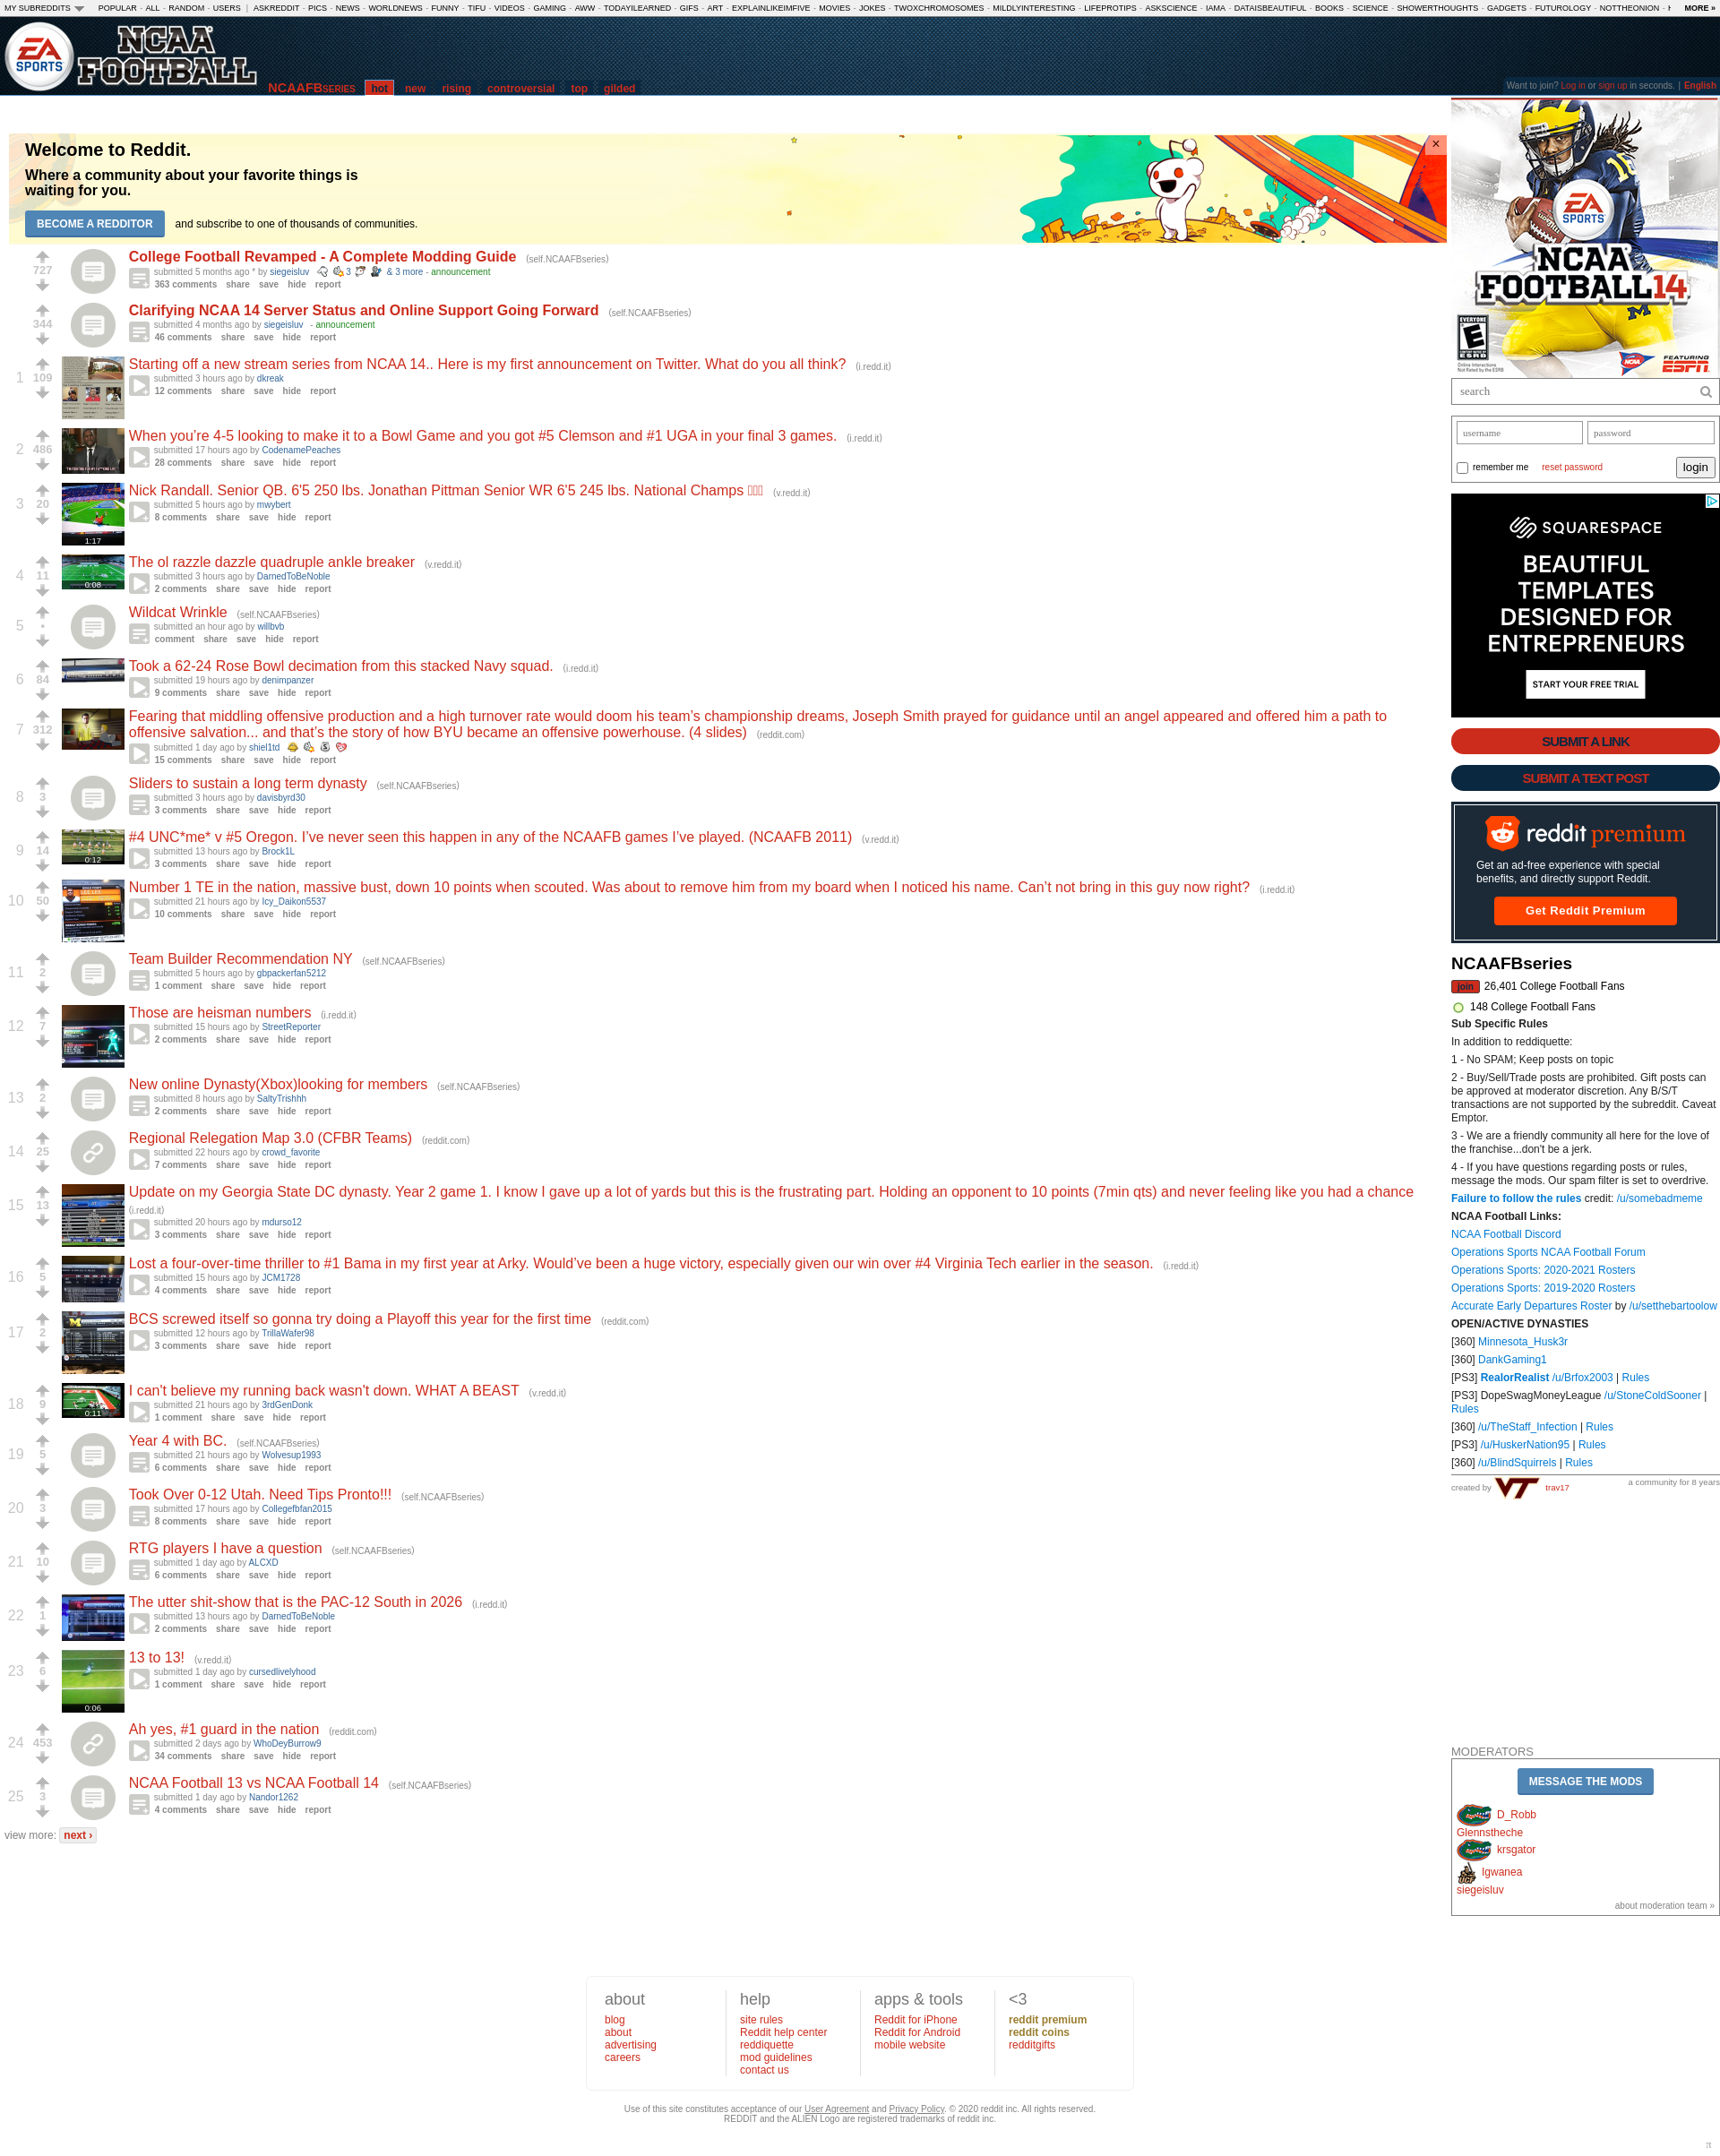 MY SUBREDDITS POPULAR - ALL - RANDOM - USERS | ASKREDDIT - PICS - NEWS - WORLDNEWS - FUNNY - TIFU - VIDEOS - GAMING - AWW - TODAYILEARNED - GIFS - ART - EXPLAINLIKEIMFIVE - MOVIES - JOKES - TWOXCHROMOSOMES - MILDLYINTERESTING - LIFEPROTIPS - ASKSCIENCE - IAMA - DATAISBEAUTIFUL - BOOKS - SCIENCE - SHOWERTHOUGHTS - GADGETS - FUTUROLOGY - NOTTHEONION - MORE »
EA SPORTS
NCAA FOOTBALL
NCAAFBSERIES hot new rising controversial top gilded
Want to join? Log in or sign up in seconds. | English
Welcome to Reddit.
Where a community about your favorite things is
waiting for you.
BECOME A REDDITOR and subscribe to one of thousands of communities.
×
727
College Football Revamped - A Complete Modding Guide (self.NCAAFBseries)
submitted 5 months ago * by siegeisluv 3 & 3 more - announcement
363 comments share save hide report
344
Clarifying NCAA 14 Server Status and Online Support Going Forward (self.NCAAFBseries)
submitted 4 months ago by siegeisluv - announcement
46 comments share save hide report
1 109
Starting off a new stream series from NCAA 14.. Here is my first announcement on Twitter. What do you all think? (i.redd.it)
submitted 3 hours ago by dkreak
12 comments share save hide report
2 486
When you’re 4-5 looking to make it to a Bowl Game and you got #5 Clemson and #1 UGA in your final 3 games. (i.redd.it)
submitted 17 hours ago by CodenamePeaches
28 comments share save hide report
3 20
Nick Randall. Senior QB. 6'5 250 lbs. Jonathan Pittman Senior WR 6'5 245 lbs. National Champs (v.redd.it)
submitted 5 hours ago by mwybert
8 comments share save hide report
1:17
4 11
The ol razzle dazzle quadruple ankle breaker (v.redd.it)
submitted 3 hours ago by DarnedToBeNoble
2 comments share save hide report
0:08
5 •
Wildcat Wrinkle (self.NCAAFBseries)
submitted an hour ago by willbvb
comment share save hide report
6 84
Took a 62-24 Rose Bowl decimation from this stacked Navy squad. (i.redd.it)
submitted 19 hours ago by denimpanzer
9 comments share save hide report
7 312
Fearing that middling offensive production and a high turnover rate would doom his team’s championship dreams, Joseph Smith prayed for guidance until an angel appeared and offered him a path to
offensive salvation... and that’s the story of how BYU became an offensive powerhouse. (4 slides) (reddit.com)
submitted 1 day ago by shiel1td
15 comments share save hide report
8 3
Sliders to sustain a long term dynasty (self.NCAAFBseries)
submitted 3 hours ago by davisbyrd30
3 comments share save hide report
9 14
#4 UNC*me* v #5 Oregon. I’ve never seen this happen in any of the NCAAFB games I’ve played. (NCAAFB 2011) (v.redd.it)
submitted 13 hours ago by Brock1L
3 comments share save hide report
0:12
10 50
Number 1 TE in the nation, massive bust, down 10 points when scouted. Was about to remove him from my board when I noticed his name. Can’t not bring in this guy now right? (i.redd.it)
submitted 21 hours ago by Icy_Daikon5537
10 comments share save hide report
11 2
Team Builder Recommendation NY (self.NCAAFBseries)
submitted 5 hours ago by gbpackerfan5212
1 comment share save hide report
12 7
Those are heisman numbers (i.redd.it)
submitted 15 hours ago by StreetReporter
2 comments share save hide report
13 2
New online Dynasty(Xbox)looking for members (self.NCAAFBseries)
submitted 8 hours ago by SaltyTrishhh
2 comments share save hide report
14 25
Regional Relegation Map 3.0 (CFBR Teams) (reddit.com)
submitted 22 hours ago by crowd_favorite
7 comments share save hide report
15 13
Update on my Georgia State DC dynasty. Year 2 game 1. I know I gave up a lot of yards but this is the frustrating part. Holding an opponent to 10 points (7min qts) and never feeling like you had a chance
(i.redd.it)
submitted 20 hours ago by mdurso12
3 comments share save hide report
16 5
Lost a four-over-time thriller to #1 Bama in my first year at Arky. Would’ve been a huge victory, especially given our win over #4 Virginia Tech earlier in the season. (i.redd.it)
submitted 15 hours ago by JCM1728
4 comments share save hide report
17 2
BCS screwed itself so gonna try doing a Playoff this year for the first time (reddit.com)
submitted 12 hours ago by TrillaWafer98
3 comments share save hide report
18 9
I can't believe my running back wasn't down. WHAT A BEAST (v.redd.it)
submitted 21 hours ago by 3rdGenDonk
1 comment share save hide report
0:11
19 5
Year 4 with BC. (self.NCAAFBseries)
submitted 21 hours ago by Wolvesup1993
6 comments share save hide report
20 3
Took Over 0-12 Utah. Need Tips Pronto!!! (self.NCAAFBseries)
submitted 17 hours ago by Collegefbfan2015
8 comments share save hide report
21 10
RTG players I have a question (self.NCAAFBseries)
submitted 1 day ago by ALCXD
6 comments share save hide report
22 1
The utter shit-show that is the PAC-12 South in 2026 (i.redd.it)
submitted 13 hours ago by DarnedToBeNoble
2 comments share save hide report
23 6
13 to 13! (v.redd.it)
submitted 1 day ago by cursedlivelyhood
1 comment share save hide report
0:06
24 453
Ah yes, #1 guard in the nation (reddit.com)
submitted 2 days ago by WhoDeyBurrow9
34 comments share save hide report
25 3
NCAA Football 13 vs NCAA Football 14 (self.NCAAFBseries)
submitted 1 day ago by Nandor1262
4 comments share save hide report
view more: next ›
16
EA SPORTS
NCAA FOOTBALL 14
EVERYONE
E
ESRB
Online Interactions
Not Rated by the ESRB
NCAA
FEATURING
ESPN
search
username password
remember me reset password login
SQUARESPACE
BEAUTIFUL
TEMPLATES
DESIGNED FOR
ENTREPRENEURS
START YOUR FREE TRIAL
SUBMIT A LINK
SUBMIT A TEXT POST
reddit premium
Get an ad-free experience with special
benefits, and directly support Reddit.
Get Reddit Premium
NCAAFBseries
join 26,401 College Football Fans
148 College Football Fans
Sub Specific Rules
In addition to reddiquette:
1 - No SPAM; Keep posts on topic
2 - Buy/Sell/Trade posts are prohibited. Gift posts can
be approved at moderator discretion. Any B/S/T
transactions are not supported by the subreddit. Caveat
Emptor.
3 - We are a friendly community all here for the love of
the franchise...don't be a jerk.
4 - If you have questions regarding posts or rules,
message the mods. Our spam filter is set to overdrive.
Failure to follow the rules credit: /u/somebadmeme
NCAA Football Links:
NCAA Football Discord
Operations Sports NCAA Football Forum
Operations Sports: 2020-2021 Rosters
Operations Sports: 2019-2020 Rosters
Accurate Early Departures Roster by /u/setthebartoolow
OPEN/ACTIVE DYNASTIES
[360] Minnesota_Husk3r
[360] DankGaming1
[PS3] RealorRealist /u/Brfox2003 | Rules
[PS3] DopeSwagMoneyLeague /u/StoneColdSooner |
Rules
[360] /u/TheStaff_Infection | Rules
[PS3] /u/HuskerNation95 | Rules
[360] /u/BlindSquirrels | Rules
created by VT trav17 a community for 8 years
MODERATORS
MESSAGE THE MODS
D_Robb
Glennstheche
krsgator
UCF Igwanea
siegeisluv
about moderation team »
about
blog
about
advertising
careers
help
site rules
Reddit help center
reddiquette
mod guidelines
contact us
apps & tools
Reddit for iPhone
Reddit for Android
mobile website
<3
reddit premium
reddit coins
redditgifts
Use of this site constitutes acceptance of our User Agreement and Privacy Policy. © 2020 reddit inc. All rights reserved.
REDDIT and the ALIEN Logo are registered trademarks of reddit inc.
π